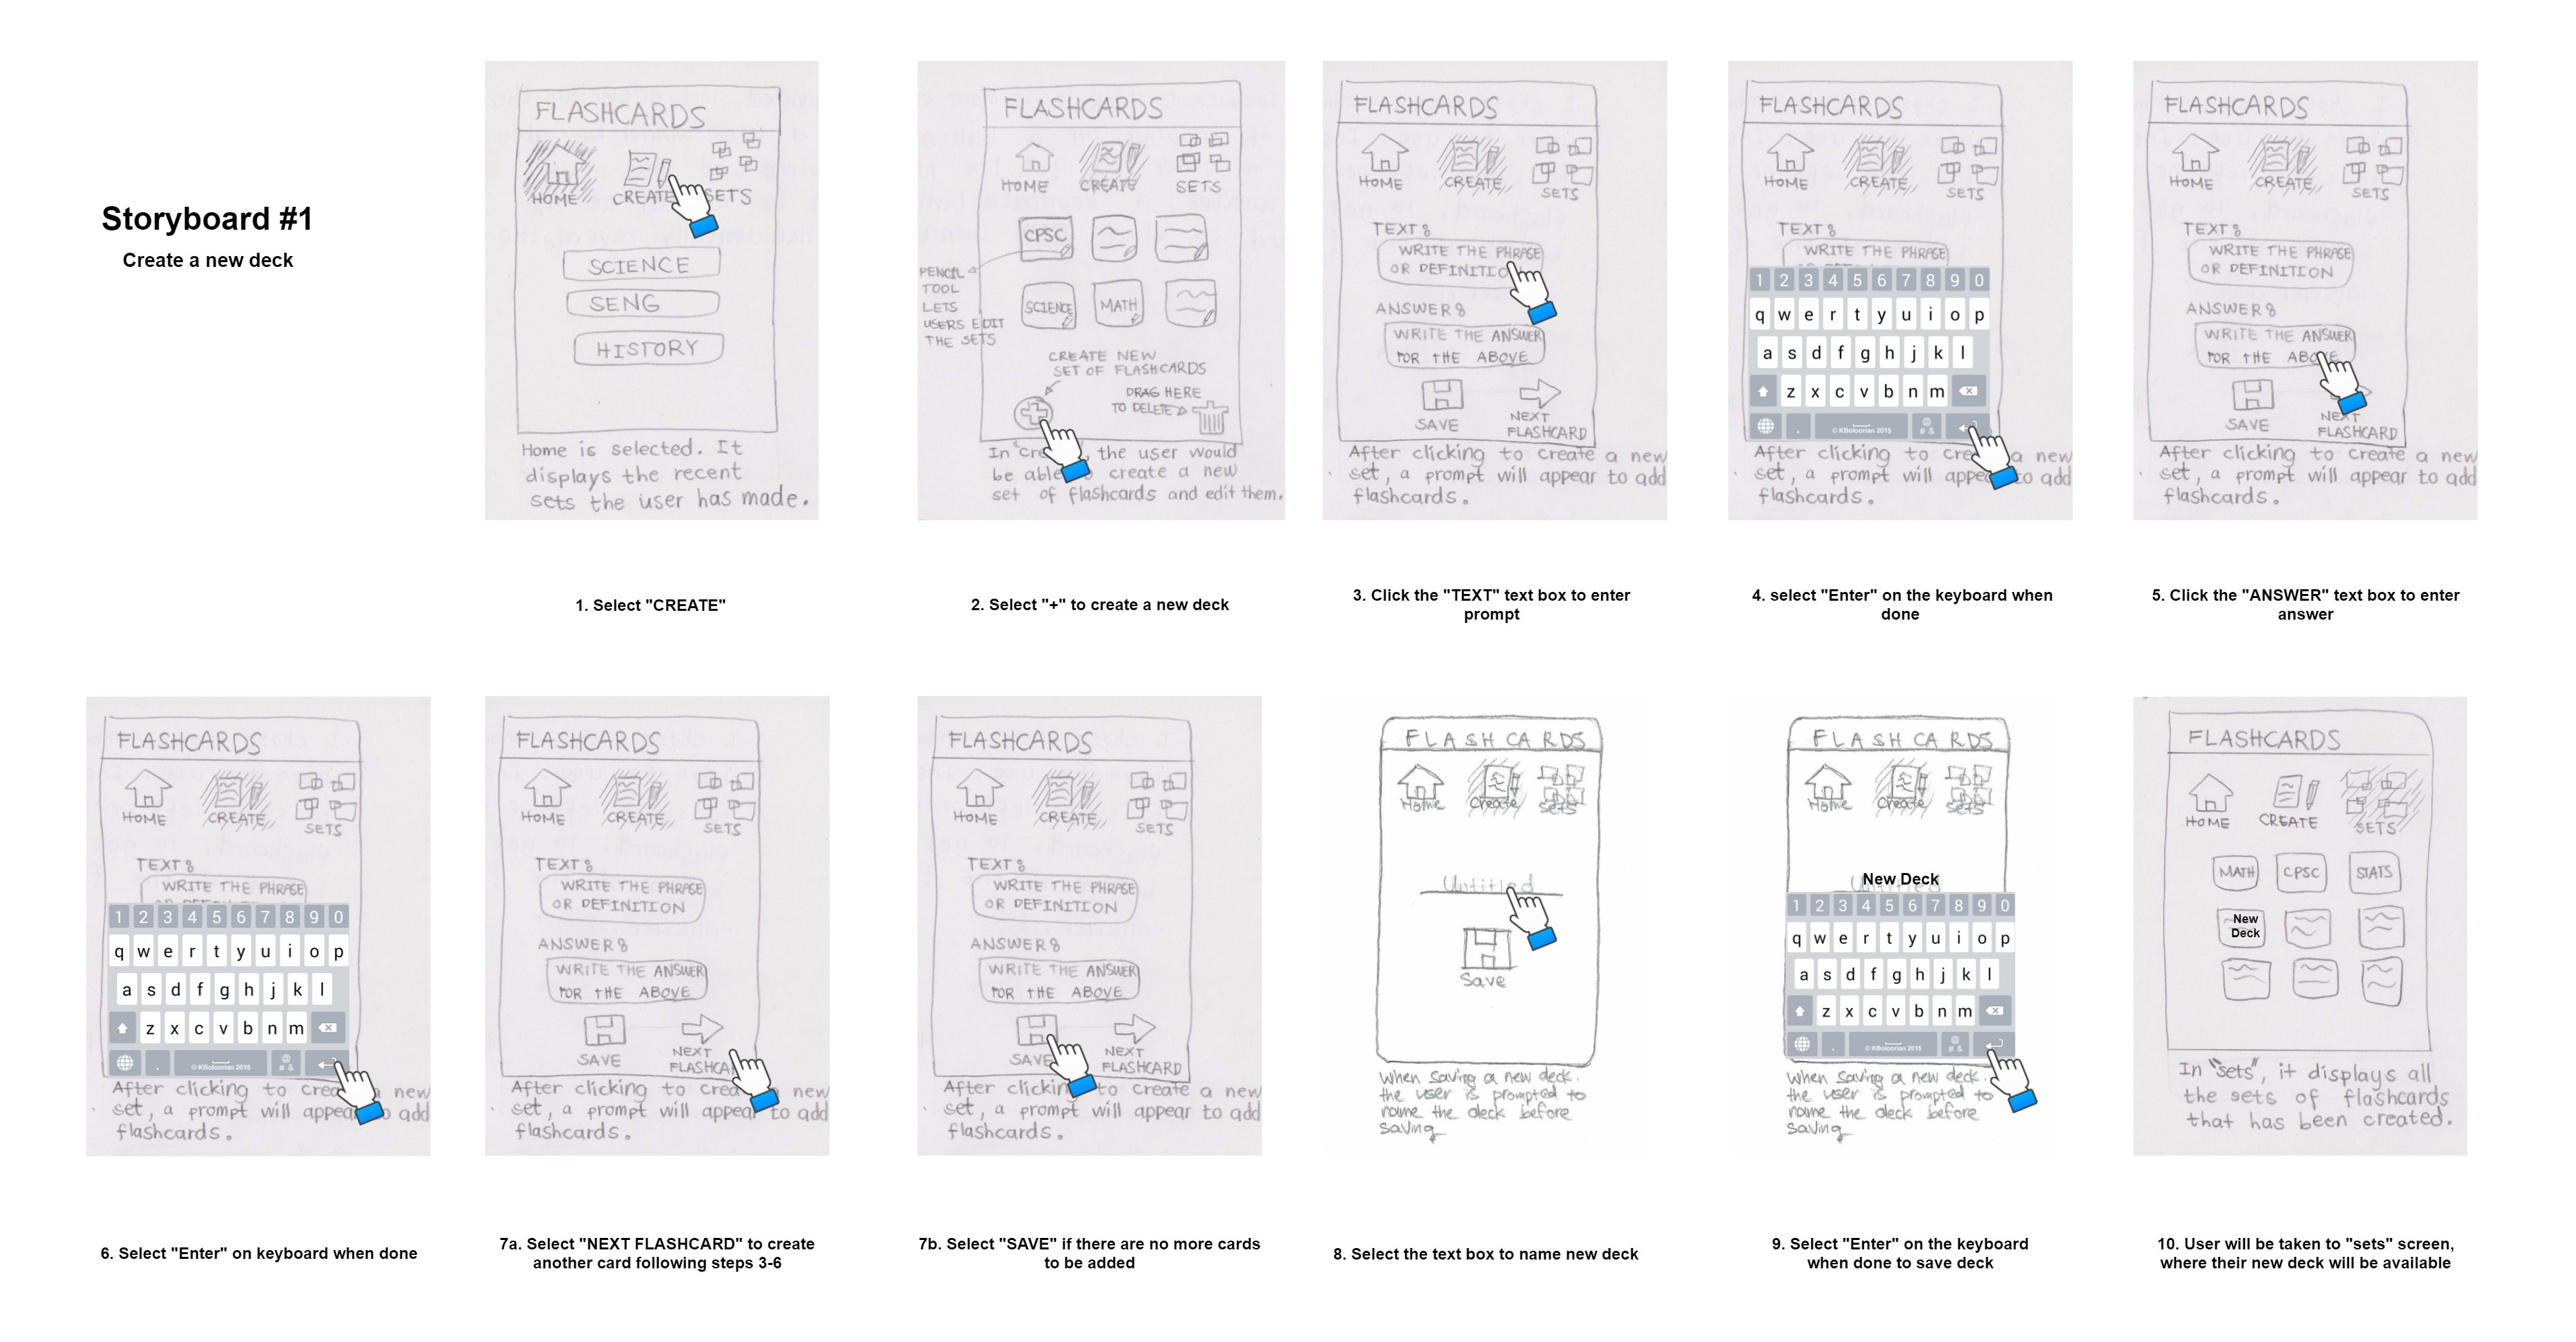 Storyboard #1
Create a new deck
FLASHCARDS
HOME
CREATE
SETS
SCIENCE
SENG
HISTORY
Home is selected. It
displays the recent
sets the user has made.
1. Select "CREATE"
FLASHCARDS
HOME
CREATE
SETS
CPSC
PENCIL
TOOL
LETS
USERS EDIT
THE SETS
SCIENCE
MATH
CREATE NEW
SET OF FLASHCARDS
DRAG HERE
TO DELETE
In "cre the user would
be able create a new
set of flashcards and edit them.
2. Select "+" to create a new deck
FLASHCARDS
HOME
CREATE
SETS
TEXT:
WRITE THE PHRASE
OR DEFINITION
ANSWER:
WRITE THE ANSWER
FOR THE ABOVE
SAVE
NEXT
FLASHCARD
After clicking to create a new
set, a prompt will appear to add
flashcards.
3. Click the "TEXT" text box to enter
prompt
FLASHCARDS
HOME
CREATE
SETS
TEXT:
WRITE THE PHRASE
1 2 3 4 5 6 7 8 9 0
q w e r t y u i o p
a s d f g h j k l
z x c v b n m
. © KBoloorian 2015 @ # &
After clicking to cre a new
set, a prompt will appea to add
flashcards.
4. select "Enter" on the keyboard when
done
FLASHCARDS
HOME
CREATE
SETS
TEXT:
WRITE THE PHRASE
OR DEFINITION
ANSWER:
WRITE THE ANSWER
FOR THE ABOVE
SAVE
NEXT
FLASHCARD
After clicking to create a new
set, a prompt will appear to add
flashcards.
5. Click the "ANSWER" text box to enter
answer
FLASHCARDS
HOME
CREATE
SETS
TEXT:
WRITE THE PHRASE
1 2 3 4 5 6 7 8 9 0
q w e r t y u i o p
a s d f g h j k l
z x c v b n m
. © KBoloorian 2015 @ # &
After clicking to crea new
set, a prompt will appea add
flashcards.
6. Select "Enter" on keyboard when done
FLASHCARDS
HOME
CREATE
SETS
TEXT:
WRITE THE PHRASE
OR DEFINITION
ANSWER:
WRITE THE ANSWER
FOR THE ABOVE
SAVE
NEXT
FLASHCA
After clicking to crea new
set, a prompt will appear to add
flashcards.
7a. Select "NEXT FLASHCARD" to create
another card following steps 3-6
FLASHCARDS
HOME
CREATE
SETS
TEXT:
WRITE THE PHRASE
OR DEFINITION
ANSWER:
WRITE THE ANSWER
FOR THE ABOVE
SAVE
NEXT
FLASHCARD
After clickin to create a new
set, a prompt will appear to add
flashcards.
7b. Select "SAVE" if there are no more cards
to be added
FLASHCARDS
Home
Create
Sets
Untitled
Save
When saving a new deck.
the user is prompted to
name the deck before
saving
8. Select the text box to name new deck
FLASHCARDS
Home
Create
Sets
New Deck
1 2 3 4 5 6 7 8 9 0
q w e r t y u i o p
a s d f g h j k l
z x c v b n m
. © KBoloorian 2015 @ # &
When saving a new deck.
the user is prompted to
name the deck before
saving
9. Select "Enter" on the keyboard
when done to save deck
FLASHCARDS
HOME
CREATE
SETS
MATH
CPSC
STATS
New
Deck
In "sets", it displays all
the sets of flashcards
that has been created.
10. User will be taken to "sets" screen,
where their new deck will be available